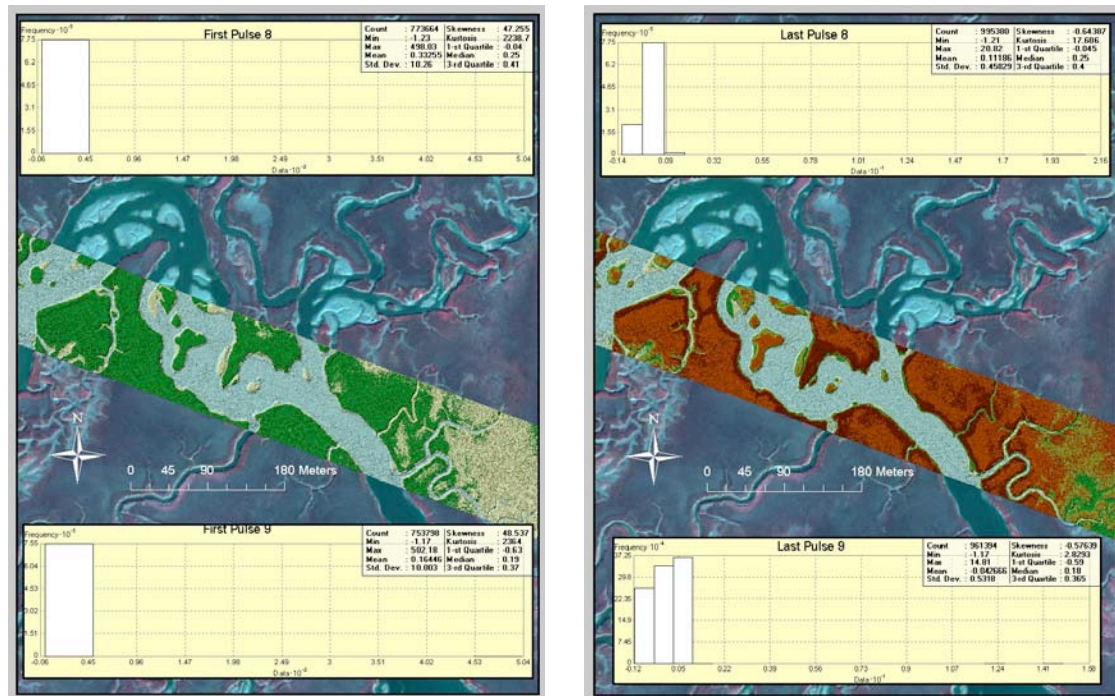 First Pulse 8
Count : 773664 Skewness : 47.255
Min : -1.23 Kurtosis : 2238.7
Max : 498.03 1-st Quartile : -0.04
Mean : 0.33255 Median : 0.25
Std. Dev. : 10.26 3-rd Quartile : 0.41
Frequency·10
7.75
6.2
4.65
3.1
1.55
0
-0.06 0.45 0.96 1.47 1.98 2.49 3 3.51 4.02 4.53 5.04
Data·10
N
0 45 90 180 Meters
First Pulse 9
Count : 753798 Skewness : 48.537
Min : -1.17 Kurtosis : 2364
Max : 502.18 1-st Quartile : -0.63
Mean : 0.16446 Median : 0.19
Std. Dev. : 10.003 3-rd Quartile : 0.37
Frequency·10
7.55
6.04
4.53
3.02
1.51
0
-0.06 0.45 0.96 1.47 1.98 2.49 3 3.51 4.02 4.53 5.04
Data·10
Last Pulse 8
Count : 995380 Skewness : -0.64387
Min : -1.21 Kurtosis : 17.606
Max : 20.82 1-st Quartile : -0.045
Mean : 0.11186 Median : 0.25
Std. Dev. : 0.45829 3-rd Quartile : 0.4
Frequency·10
7.75
6.2
4.65
3.1
1.55
0
-0.14 0.09 0.32 0.55 0.78 1.01 1.24 1.47 1.7 1.93 2.16
Data·10
N
0 45 90 180 Meters
Last Pulse 9
Count : 961394 Skewness : -0.57639
Min : -1.17 Kurtosis : 2.8293
Max : 14.81 1-st Quartile : -0.59
Mean : -0.042666 Median : 0.18
Std. Dev. : 0.5318 3-rd Quartile : 0.365
Frequency·10
37.25
29.8
22.35
14.9
7.45
0
-0.12 0.05 0.22 0.39 0.56 0.73 0.9 1.07 1.24 1.41 1.58
Data·10